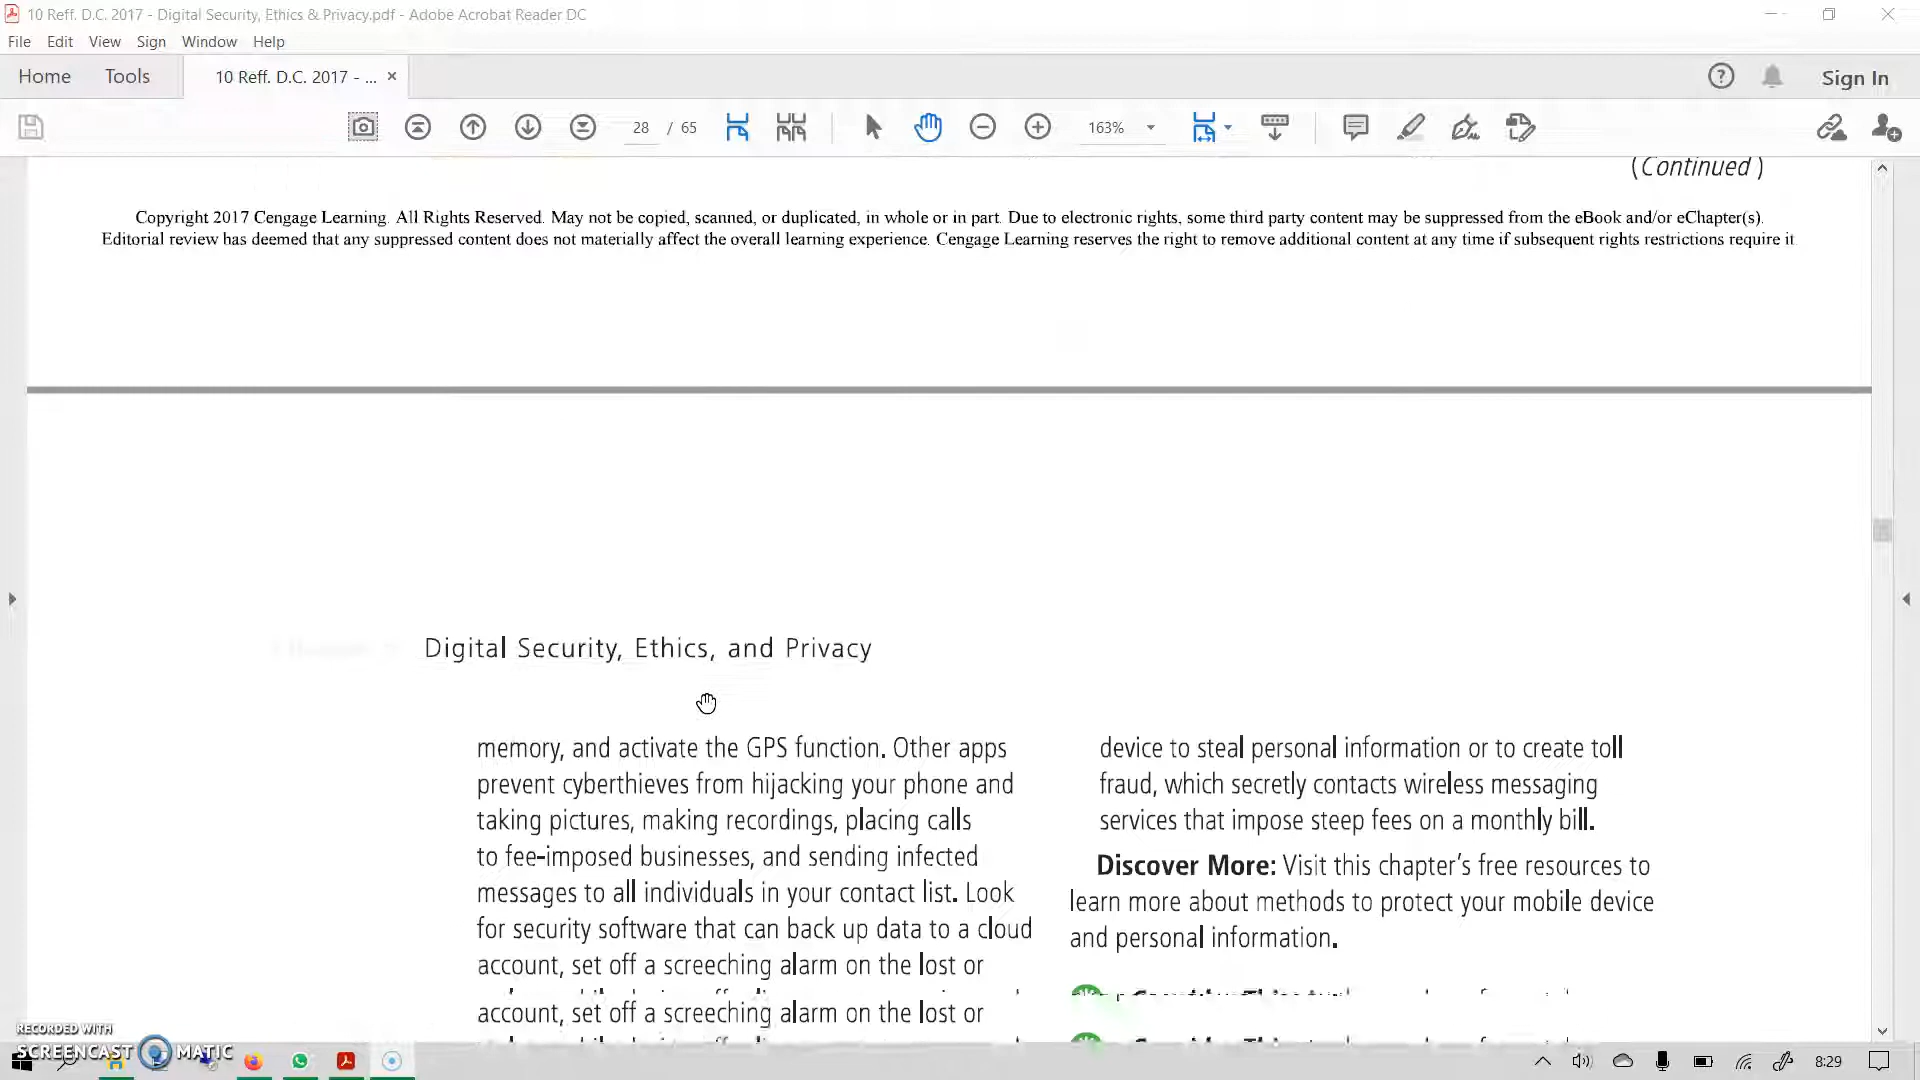 10 Reff. D.C. 2017 - Digital Security, Ethics & Privacy.pdf - Adobe Acrobat Reader DC
File Edit View Sign Window Help
Home Tools 10 Reff. D.C. 2017 - ... × Sign In
28 / 65 163%
(Continued)
Copyright 2017 Cengage Learning. All Rights Reserved. May not be copied, scanned, or duplicated, in whole or in part. Due to electronic rights, some third party content may be suppressed from the eBook and/or eChapter(s).
Editorial review has deemed that any suppressed content does not materially affect the overall learning experience. Cengage Learning reserves the right to remove additional content at any time if subsequent rights restrictions require it
Digital Security, Ethics, and Privacy
memory, and activate the GPS function. Other apps
prevent cyberthieves from hijacking your phone and
taking pictures, making recordings, placing calls
to fee-imposed businesses, and sending infected
messages to all individuals in your contact list. Look
for security software that can back up data to a cloud
account, set off a screeching alarm on the lost or
account, set off a screeching alarm on the lost or
device to steal personal information or to create toll
fraud, which secretly contacts wireless messaging
services that impose steep fees on a monthly bill.
Discover More: Visit this chapter's free resources to
learn more about methods to protect your mobile device
and personal information.
RECORDED WITH
SCREENCAST MATIC
8:29